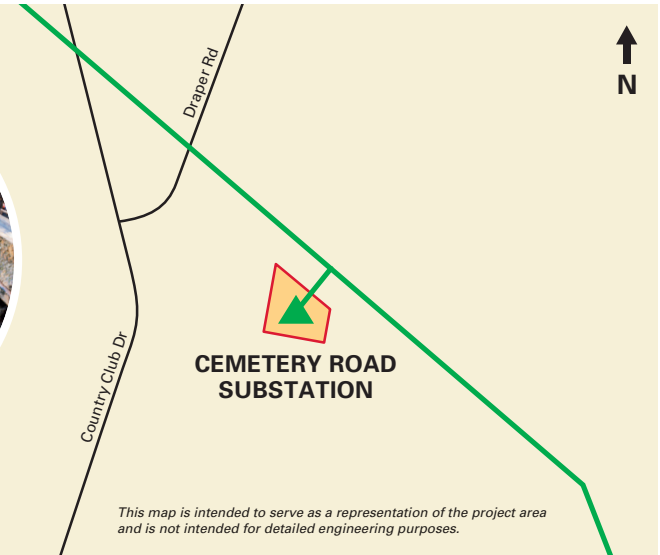 Draper Rd
N
CEMETERY ROAD
SUBSTATION
Country Club Dr
This map is intended to serve as a representation of the project area
and is not intended for detailed engineering purposes.